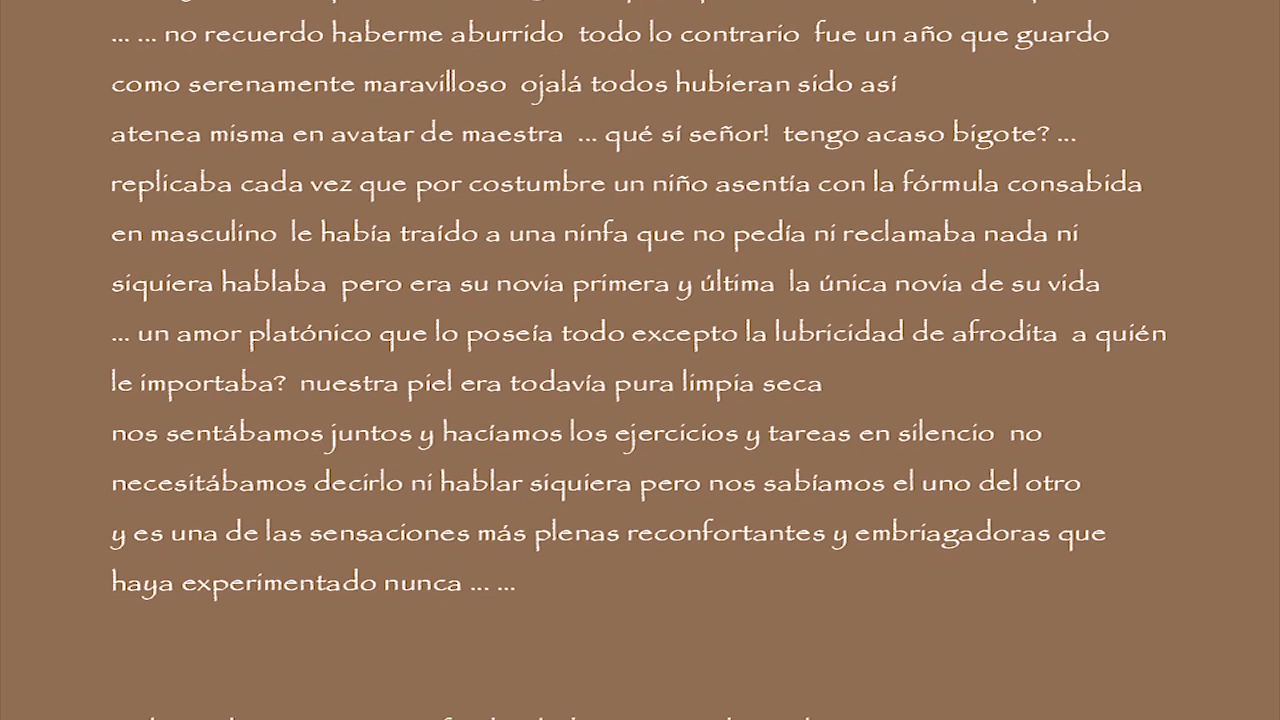 ... ... no recuerdo haberme aburrido  todo lo contrario  fue un año que guardo
como serenamente maravilloso  ojalá todos hubieran sido así
atenea misma en avatar de maestra  ... qué sí señor!  tengo acaso bigote? ...
replicaba cada vez que por costumbre un niño asentía con la fórmula consabida
en masculino  le había traído a una ninfa que no pedía ni reclamaba nada ni
siquiera hablaba  pero era su novia primera y última  la única novia de su vida
... un amor platónico que lo poseía todo excepto la lubricidad de afrodita  a quién
le importaba?  nuestra piel era todavía pura limpia seca
nos sentábamos juntos y hacíamos los ejercicios y tareas en silencio  no
necesitábamos decirlo ni hablar siquiera pero nos sabíamos el uno del otro
y es una de las sensaciones más plenas reconfortantes y embriagadoras que
haya experimentado nunca ... ...